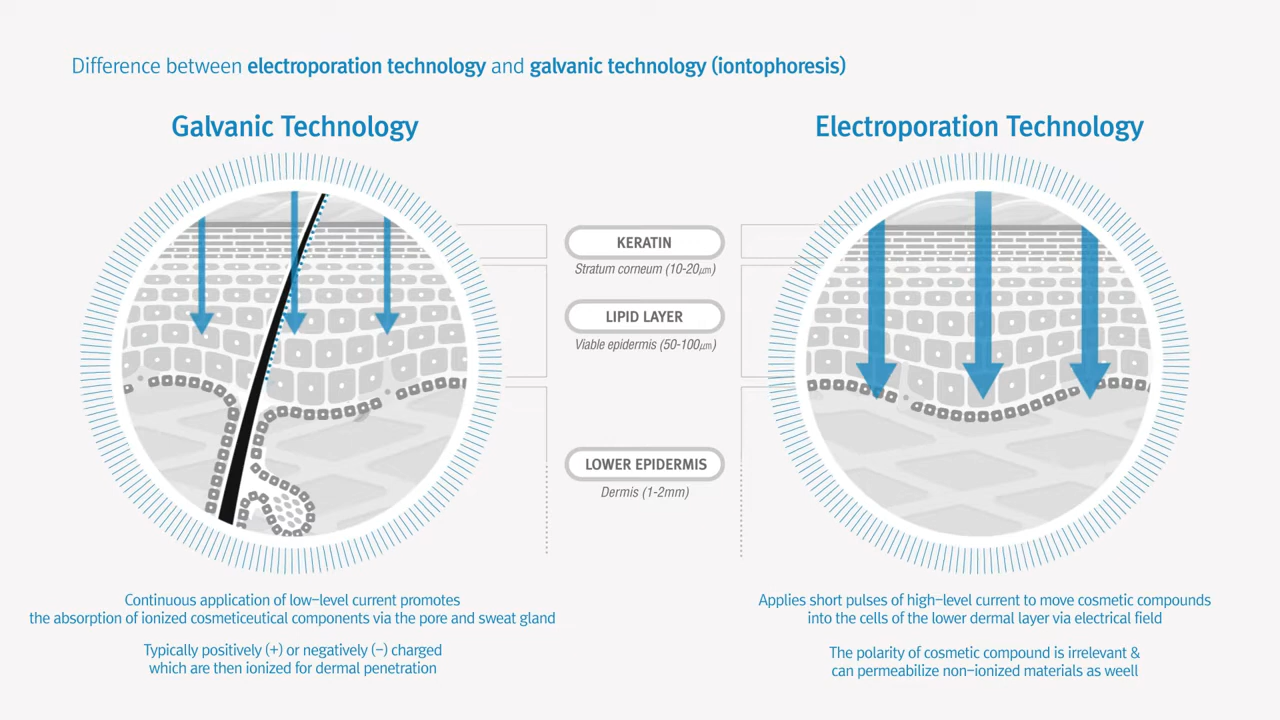 Difference between electroporation technology and galvanic technology (iontophoresis)
Galvanic Technology
Electroporation Technology
KERATIN
Stratum corneum (10-20㎛)
LIPID LAYER
Viable epidermis (50-100㎛)
LOWER EPIDERMIS
Dermis (1-2mm)
Continuous application of low-level current promotes
the absorption of ionized cosmeticeutical components via the pore and sweat gland
Typically positively (+) or negatively (-) charged
which are then ionized for dermal penetration
Applies short pulses of high-level current to move cosmetic compounds
into the cells of the lower dermal layer via electrical field
The polarity of cosmetic compound is irrelevant &
can permeabilize non-ionized materials as weell